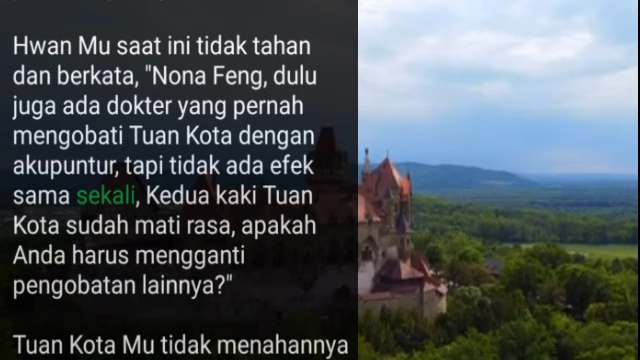 Hwan Mu saat ini tidak tahan
dan berkata, "Nona Feng, dulu
juga ada dokter yang pernah
mengobati Tuan Kota dengan
akupuntur, tapi tidak ada efek
sama sekali, Kedua kaki Tuan
Kota sudah mati rasa, apakah
Anda harus mengganti
pengobatan lainnya?"
Tuan Kota Mu tidak menahannya